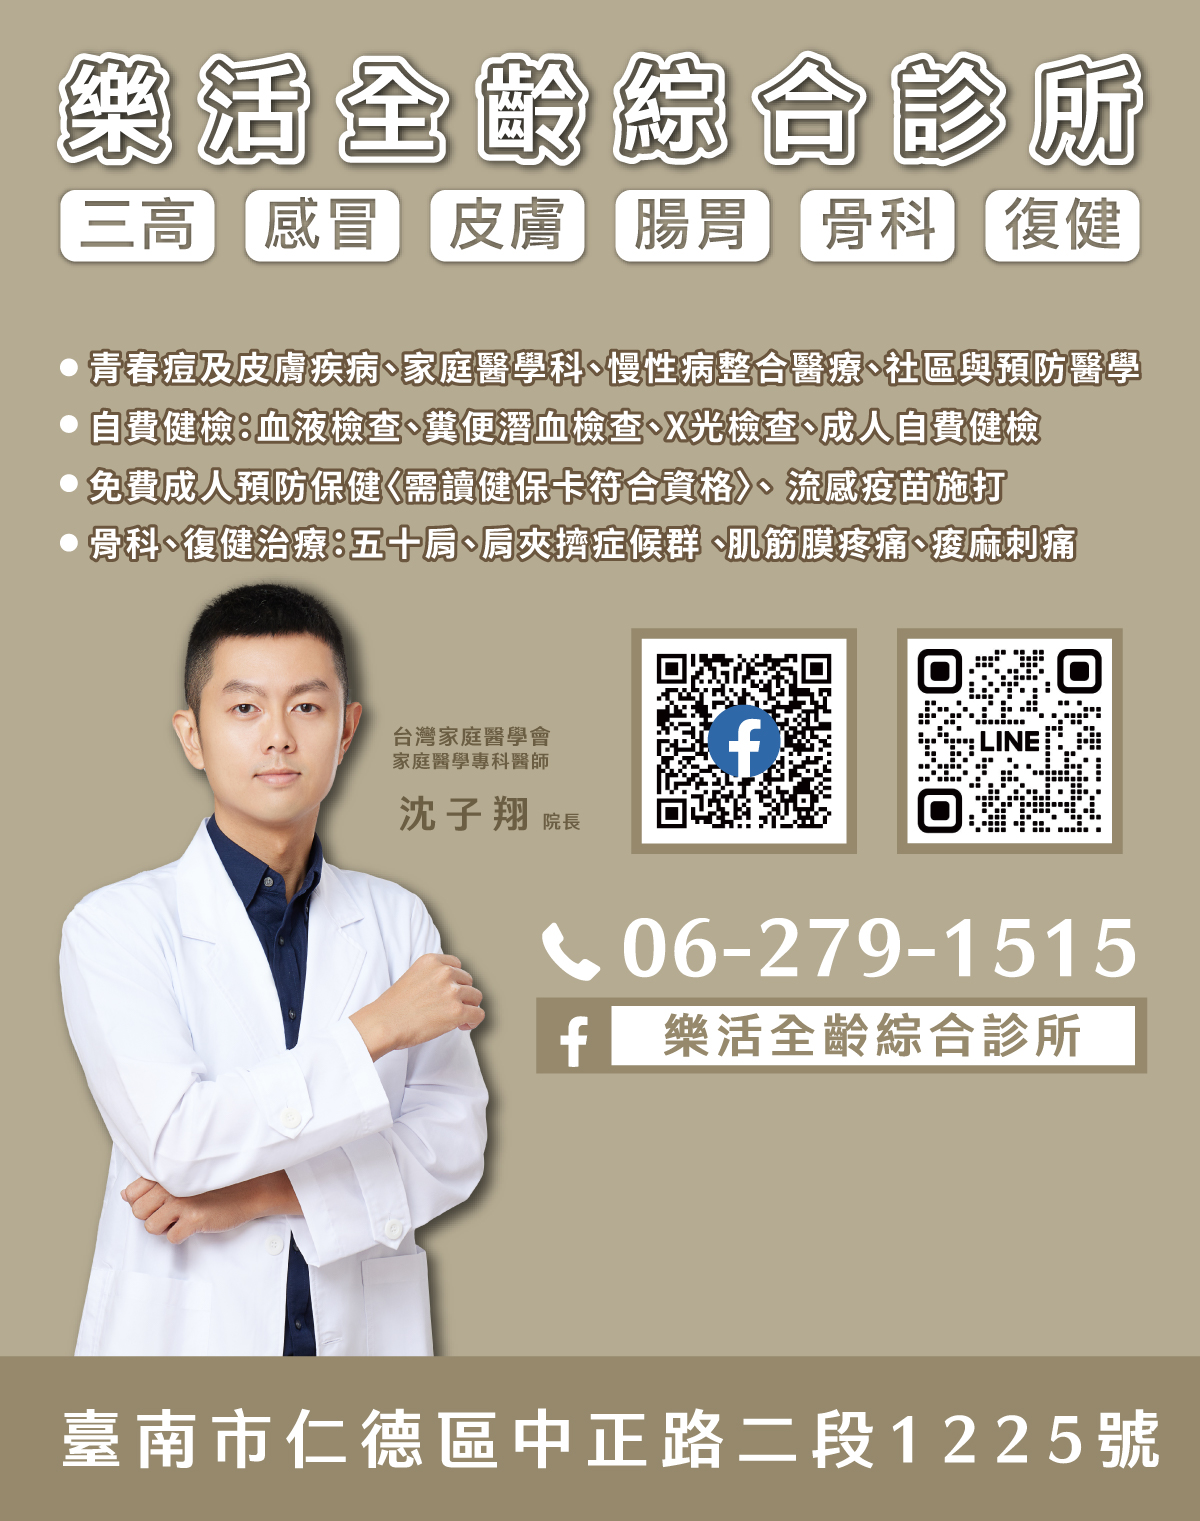 樂活全齡綜合診所
三高 感冒 皮膚 腸胃 骨科 復健
青春痘及皮膚疾病、家庭醫學科、慢性病整合醫療、社區與預防醫學
自費健檢：血液檢查、糞便潛血檢查、X光檢查、成人自費健檢
免費成人預防保健〈需讀健保卡符合資格〉、流感疫苗施打
骨科、復健治療：五十肩、肩夾擠症候群、肌筋膜疼痛、痠麻刺痛
台灣家庭醫學會
家庭醫學專科醫師
沈子翔 院長
LINE
06-279-1515
樂活全齡綜合診所
臺南市仁德區中正路二段1225號